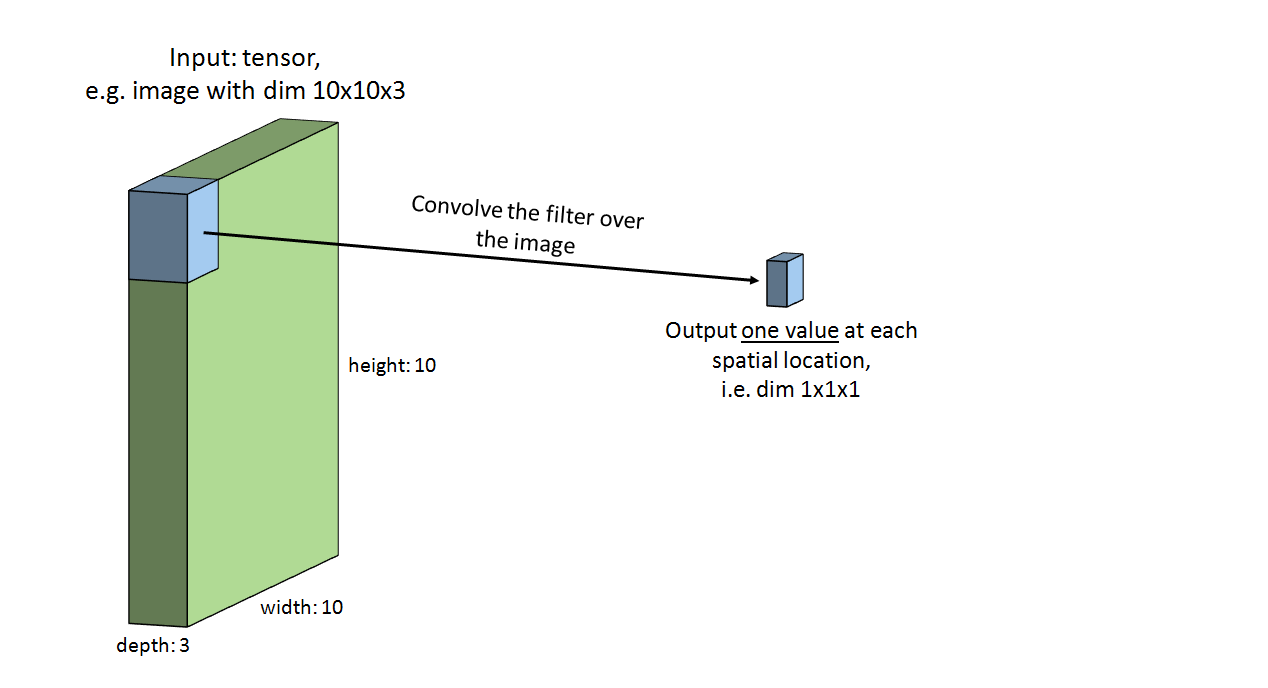 Input: tensor,
e.g. image with dim 10x10x3
Convolve the filter over
the image
Output one value at each
spatial location,
i.e. dim 1x1x1
height: 10
width: 10
depth: 3